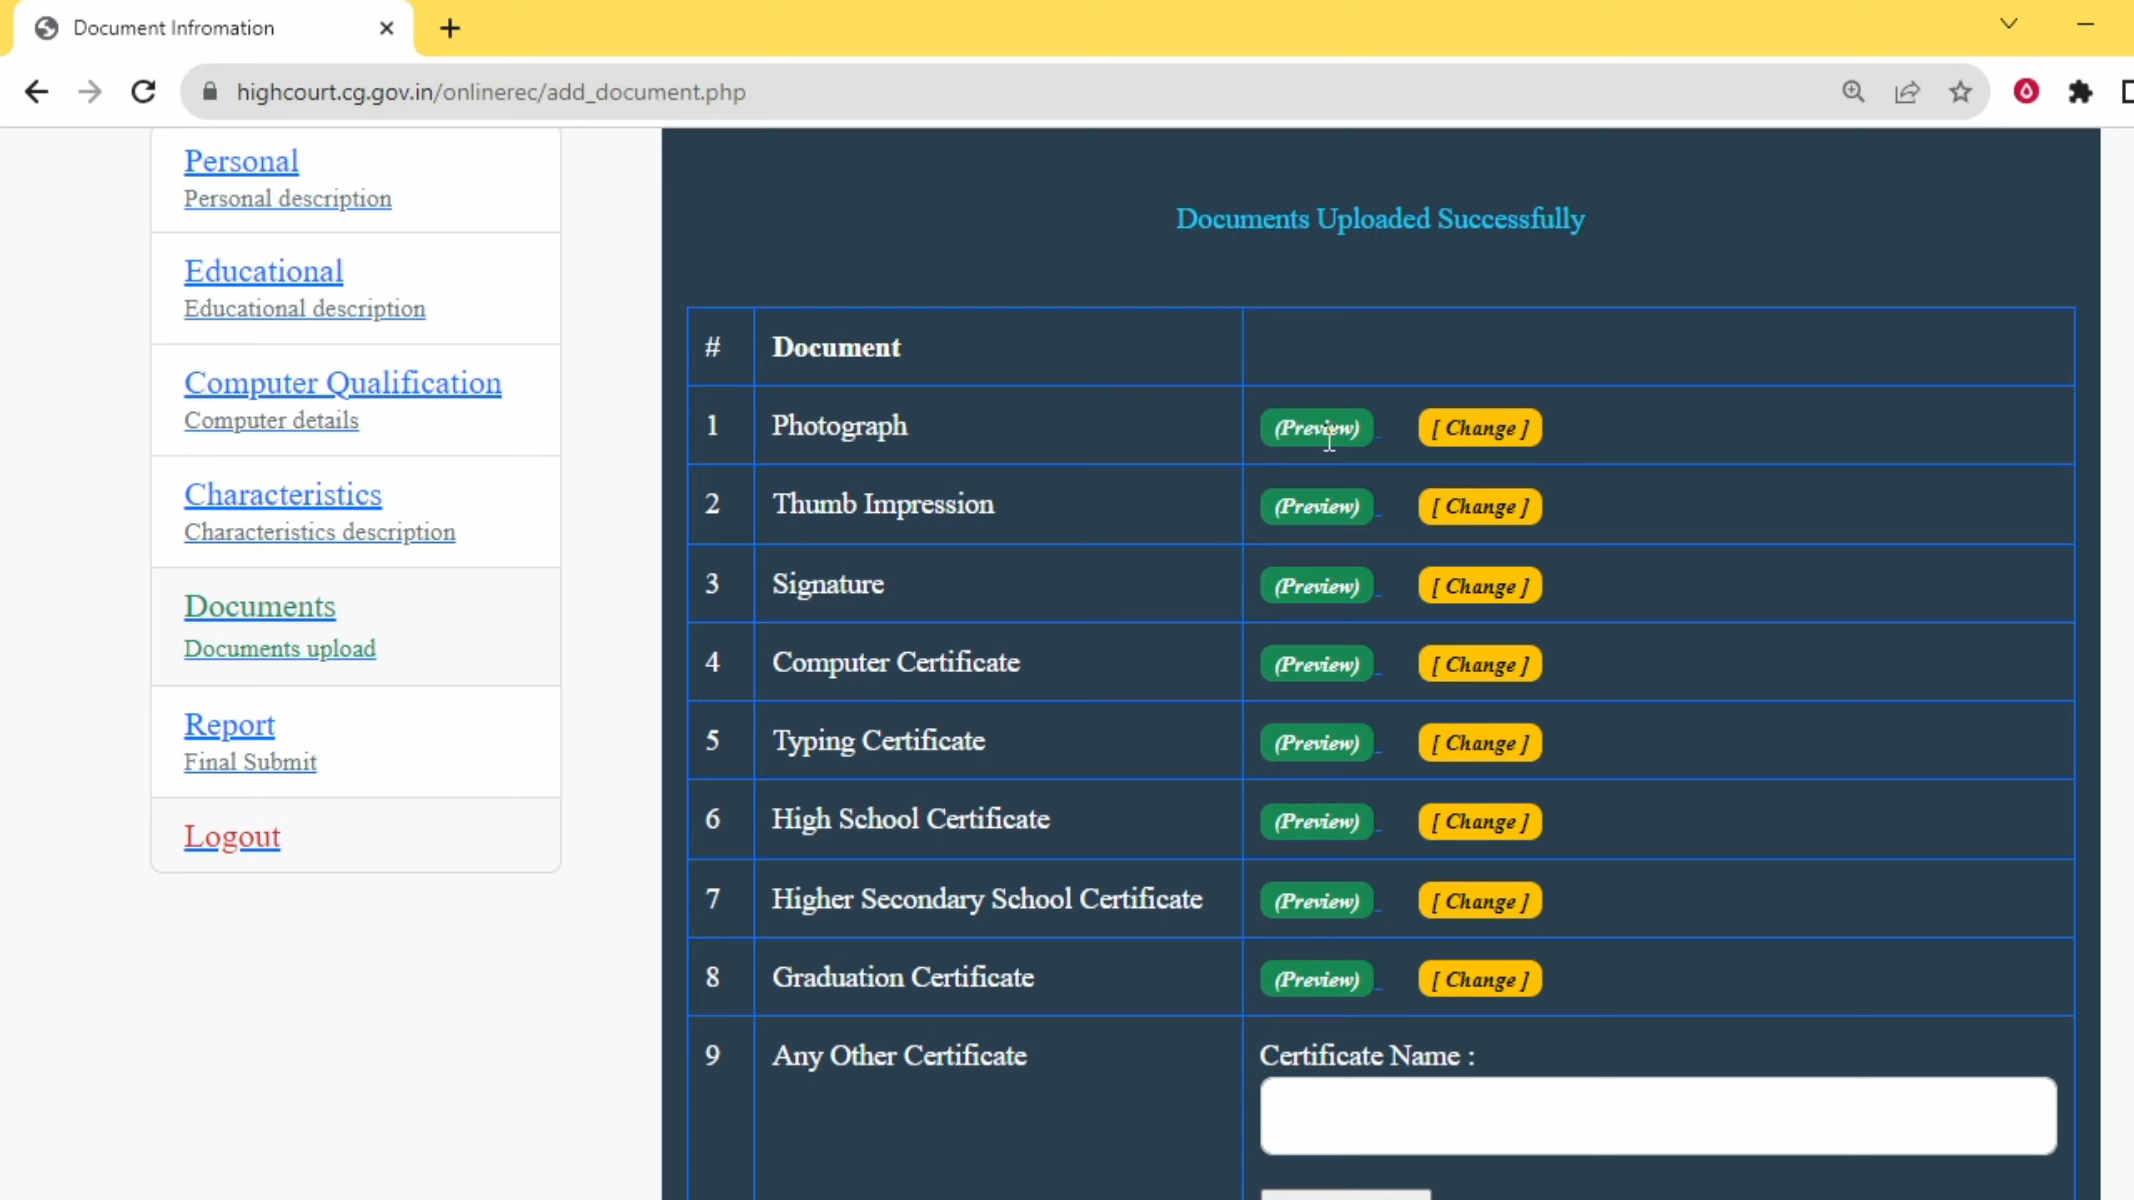 Document Infromation
highcourt.cg.gov.in/onlinerec/add_document.php
Personal
Personal description
Educational
Educational description
Computer Qualification
Computer details
Characteristics
Characteristics description
Documents
Documents upload
Report
Final Submit
Logout
Documents Uploaded Successfully
# Document
1 Photograph (Preview) [ Change ]
2 Thumb Impression (Preview) [ Change ]
3 Signature (Preview) [ Change ]
4 Computer Certificate (Preview) [ Change ]
5 Typing Certificate (Preview) [ Change ]
6 High School Certificate (Preview) [ Change ]
7 Higher Secondary School Certificate (Preview) [ Change ]
8 Graduation Certificate (Preview) [ Change ]
9 Any Other Certificate Certificate Name :